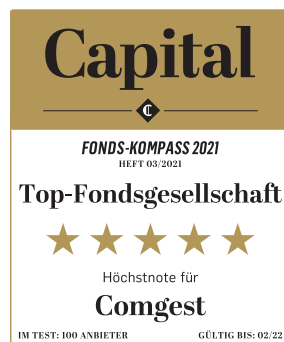 Capital
FONDS-KOMPASS 2021
HEFT 03/2021
Top-Fondsgesellschaft
Höchstnote für
Comgest
IM TEST: 100 ANBIETER GÜLTIG BIS: 02/22